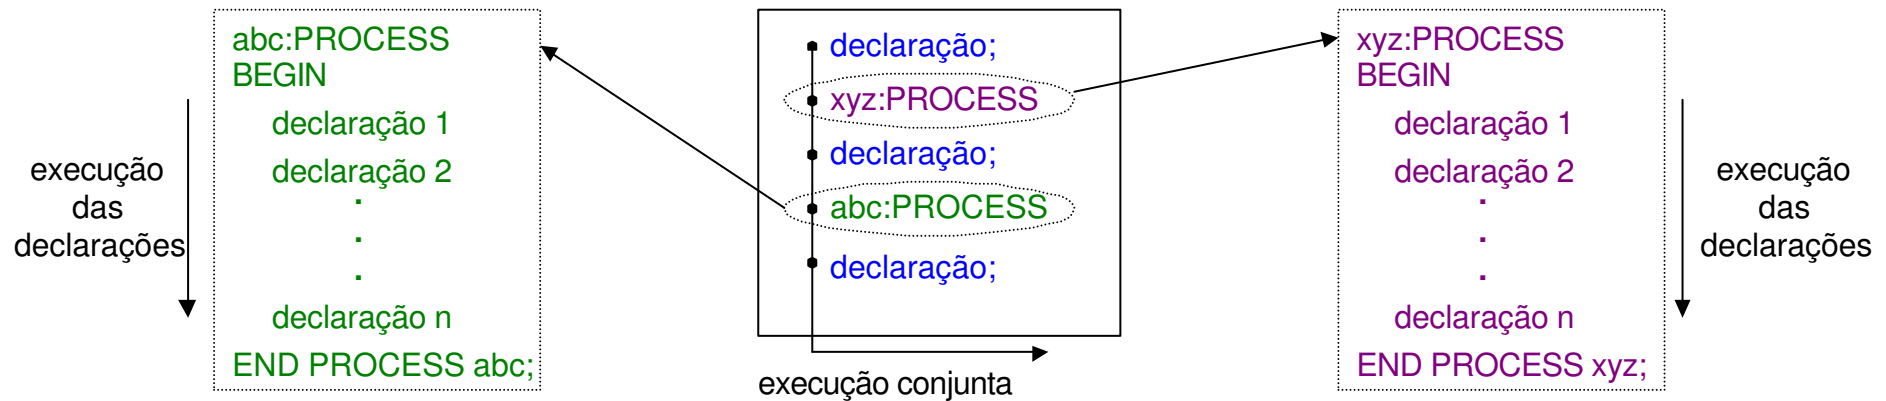 execução
das
declarações
abc:PROCESS
BEGIN
declaração 1
declaração 2
.
.
.
declaração n
END PROCESS abc;
declaração;
xyz:PROCESS
declaração;
abc:PROCESS
declaração;
execução conjunta
xyz:PROCESS
BEGIN
declaração 1
declaração 2
.
.
.
declaração n
END PROCESS xyz;
execução
das
declarações